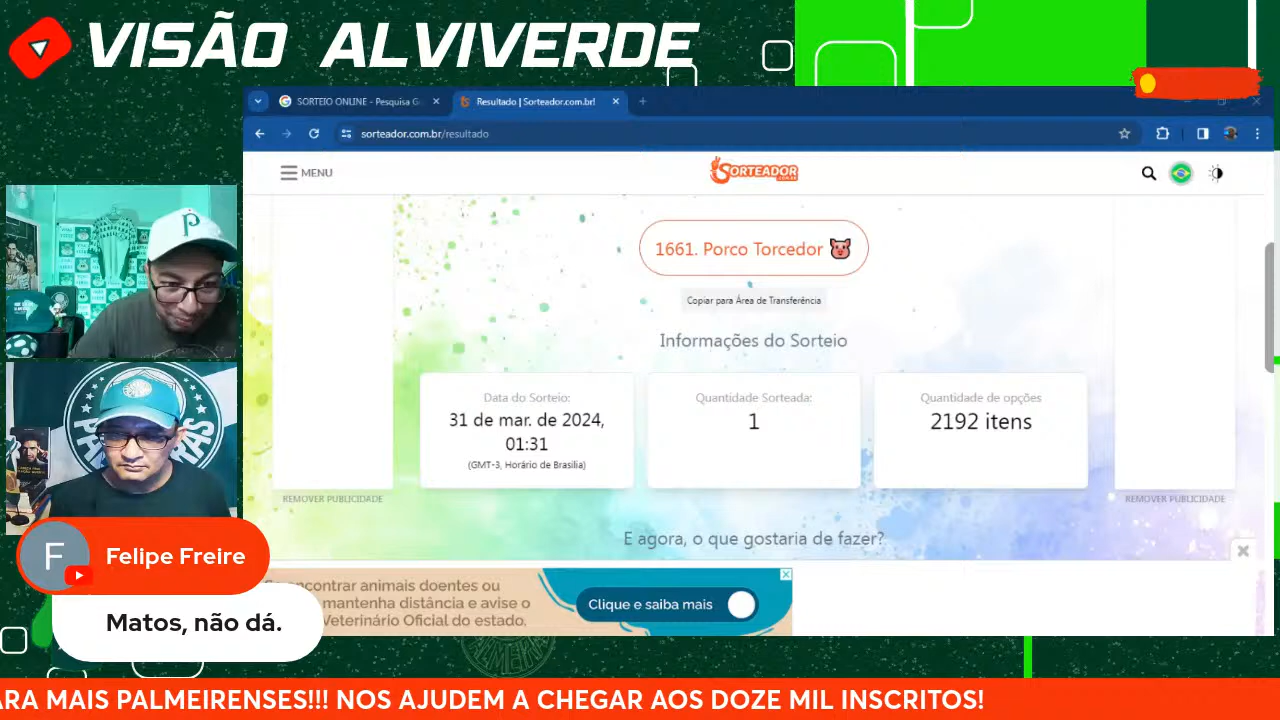 VISÃO ALVIVERDE
SORTEIO ONLINE - Pesquisa G
Resultado | Sorteador.com.br!
sorteador.com.br/resultado
MENU
SORTEADOR
.COM.BR
1661. Porco Torcedor
Copiar para Área de Transferência
Informações do Sorteio
Data do Sorteio:
31 de mar. de 2024,
01:31
(GMT-3, Horário de Brasília)
Quantidade Sorteada:
1
Quantidade de opções
2192 itens
REMOVER PUBLICIDADE
REMOVER PUBLICIDADE
E agora, o que gostaria de fazer?
encontrar animais doentes ou
mantenha distância e avise o
Veterinário Oficial do estado.
Clique e saiba mais
F
Felipe Freire
Matos, não dá.
ARA MAIS PALMEIRENSES!!! NOS AJUDEM A CHEGAR AOS DOZE MIL INSCRITOS!